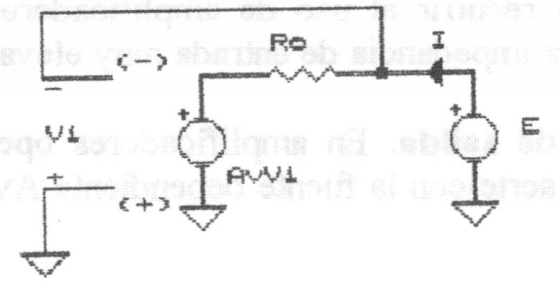 recurrir al uso de amplificadores
impedancia de entrada muy eleva
Ro
I
(-)
-
+
+
Vi
E
AvVi
+
(+)
de salida. En amplificadores ope
serie con la fuente dependiente Av